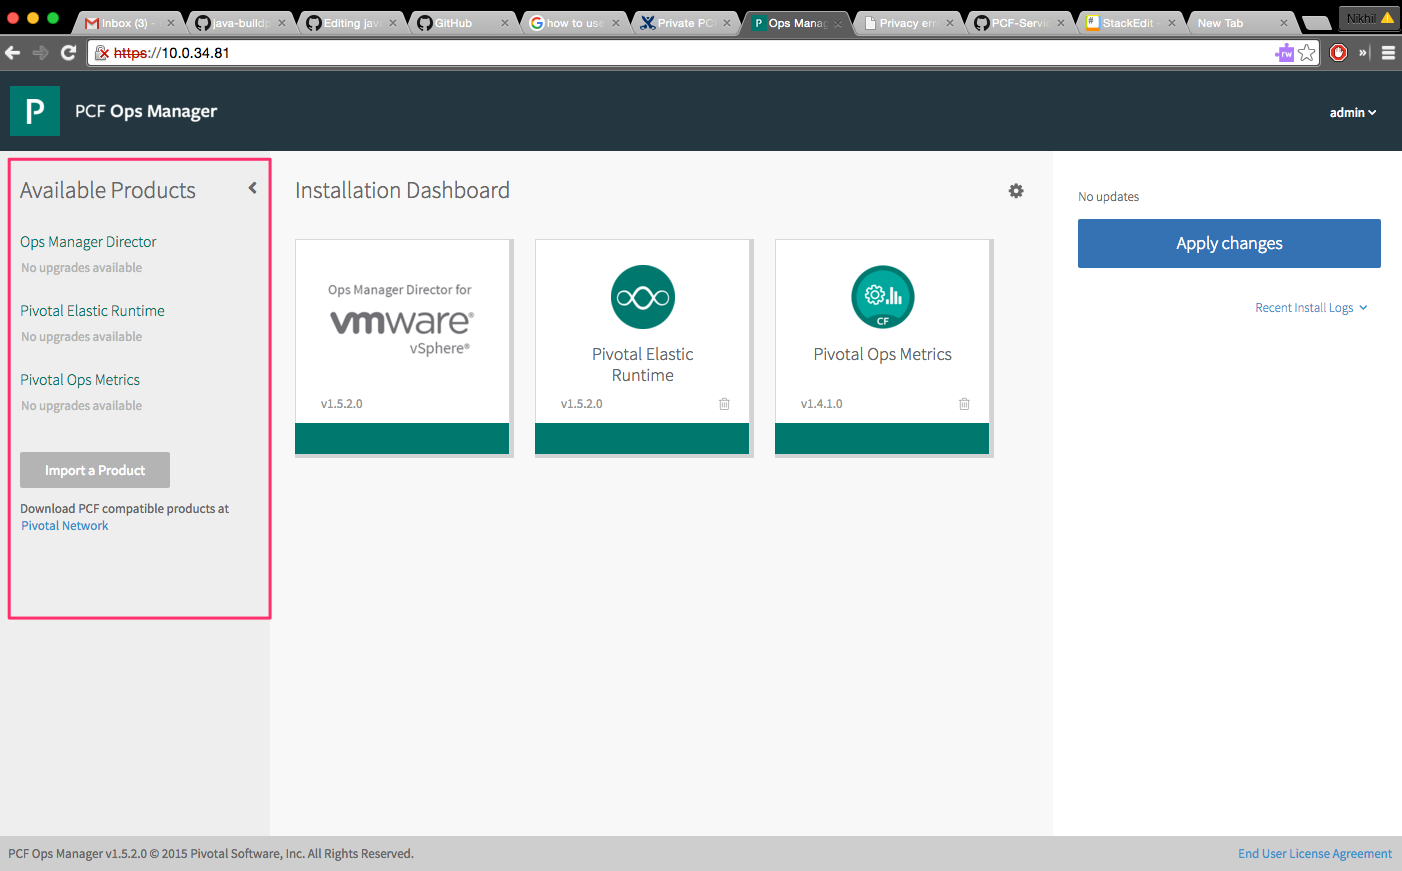 Inbox (3) -
java-buildp
Editing java
GitHub
how to use
Private PC
Ops Manag
Privacy err
PCF-Servi
StackEdit -
New Tab
Nikhil
https://10.0.34.81
rw
P
PCF Ops Manager
admin
Available Products
Ops Manager Director
No upgrades available
Pivotal Elastic Runtime
No upgrades available
Pivotal Ops Metrics
No upgrades available
Import a Product
Download PCF compatible products at
Pivotal Network
Installation Dashboard
Ops Manager Director for
vmware®
vSphere®
v1.5.2.0
Pivotal Elastic
Runtime
v1.5.2.0
CF
Pivotal Ops Metrics
v1.4.1.0
No updates
Apply changes
Recent Install Logs
PCF Ops Manager v1.5.2.0 © 2015 Pivotal Software, Inc. All Rights Reserved.
End User License Agreement